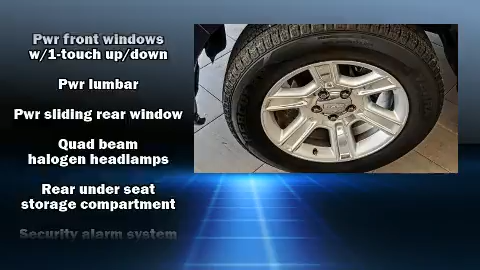 Pwr front windows
w/1-touch up/down
Pwr lumbar
Pwr sliding rear window
Quad beam
halogen headlamps
Rear under seat
storage compartment
Security alarm system